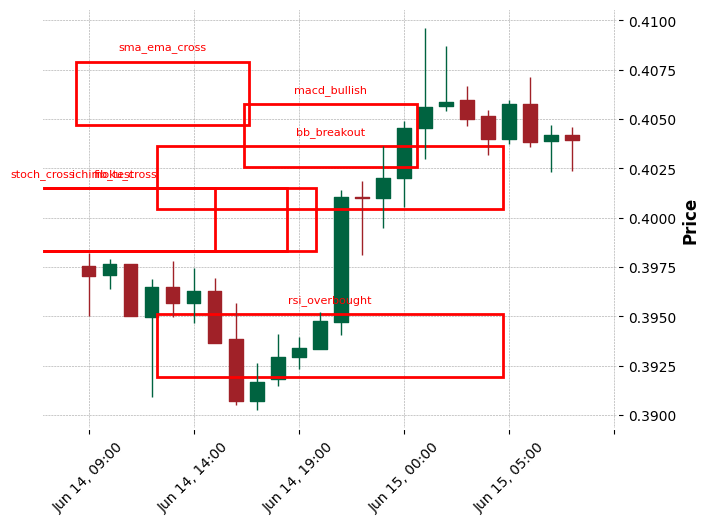 sma_ema_cross
macd_bullish
bb_breakout
stoch_cross
rsi_overbought
0.4100
0.4075
0.4050
0.4025
0.4000
0.3975
0.3950
0.3925
0.3900
Price
Jun 14, 09:00
Jun 14, 14:00
Jun 14, 19:00
Jun 15, 00:00
Jun 15, 05:00